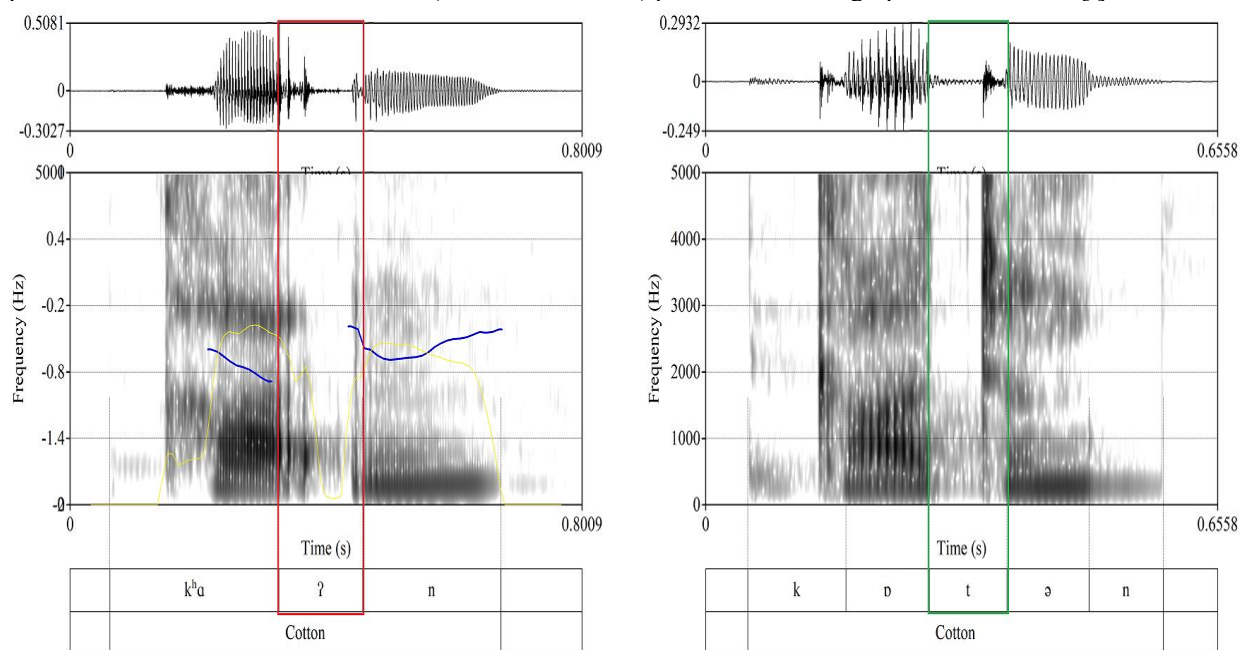 0.5081 0.2932
0 0
-0.3027 -0.249
0 0.8009 0 0.6558
Time (s) Time (s)
5000 5000
0.4 4000
-0.2 3000
-0.8 2000
-1.4 1000
0
Frequency (Hz) Frequency (Hz)
0 0.8009 0 0.6558
Time (s) Time (s)
kʰɑ ʔ n k ɒ t ə n
Cotton Cotton